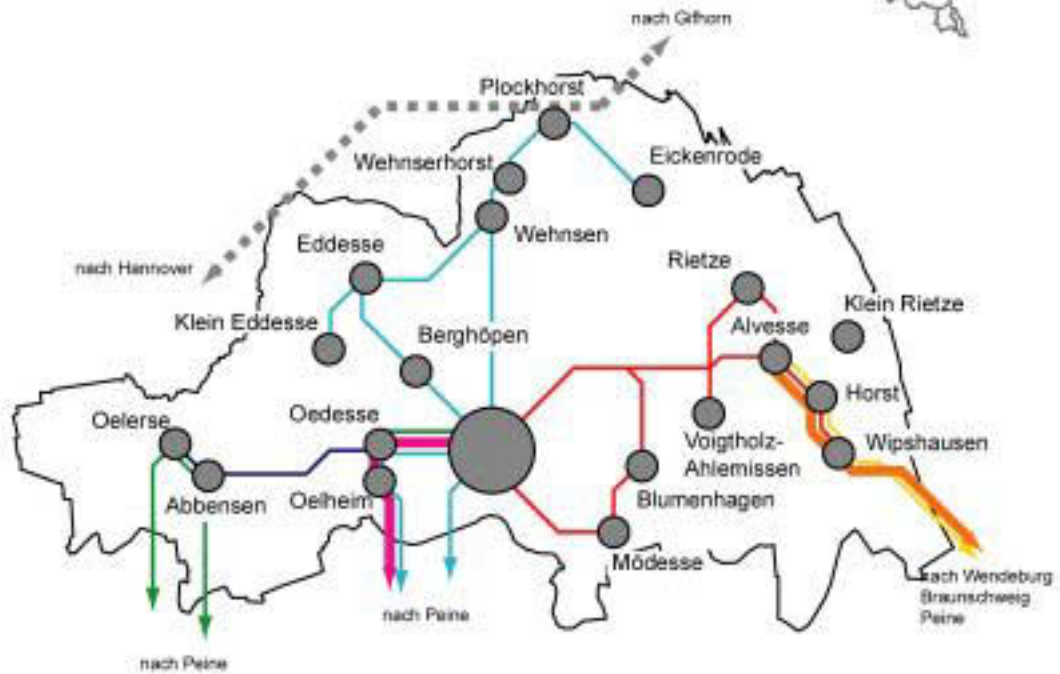 nach Gifhorn
Plockhorst
Wehnserhorst
Eickenrode
Wehnsen
Eddesse
nach Hannover
Rietze
Klein Rietze
Klein Eddesse
Alvesse
Berghöpen
Horst
Oelerse
Oedesse
Voigtholz-
Ahlemissen
Wipshausen
Abbensen
Oelheim
Blumenhagen
Mödesse
nach Wendeburg
Braunschweig
Peine
nach Peine
nach Peine